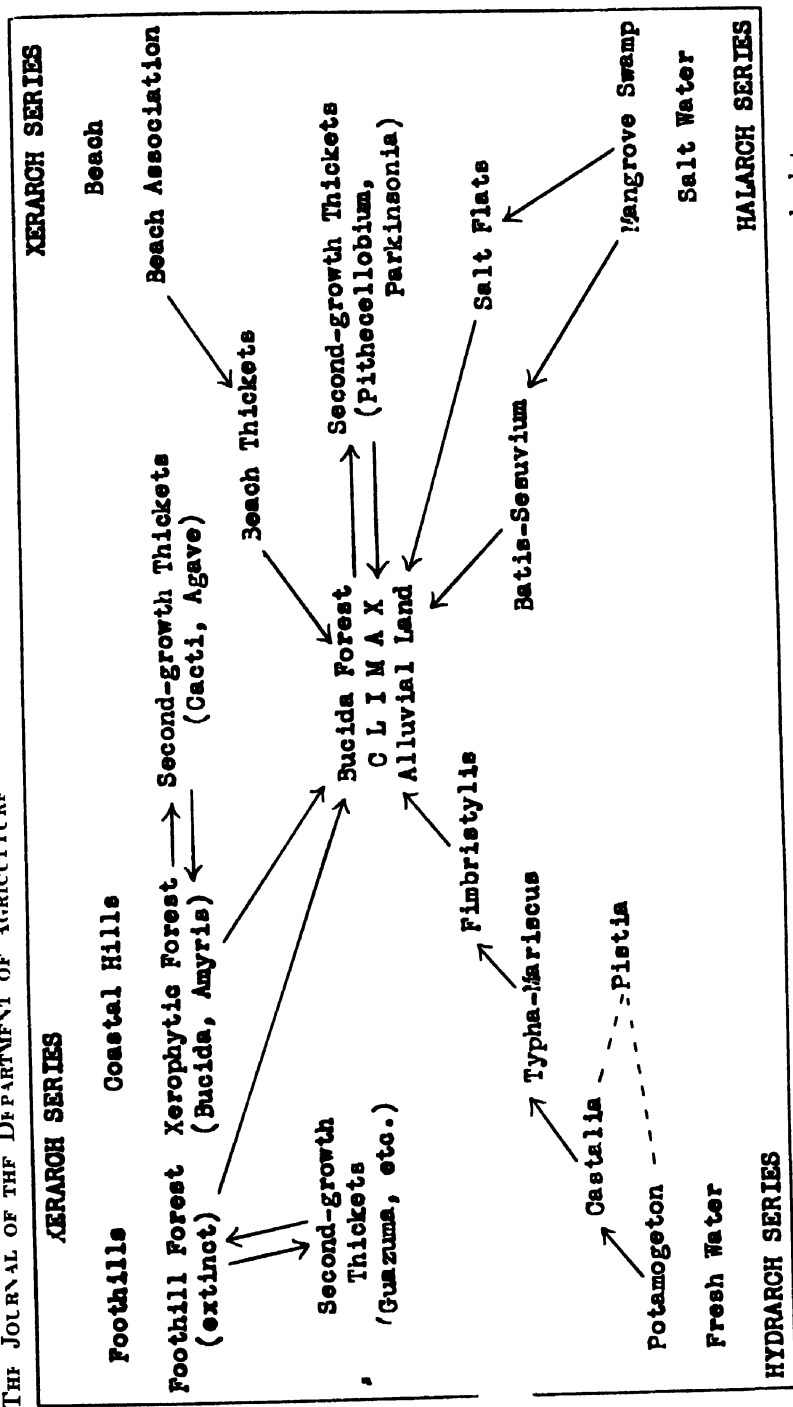 THE JOURNAL OF THE DEPARTMENT OF AGRICULTURE
XERARCH SERIES
XERARCH SERIES
Foothills
Coastal Hills
Beach
Foothill Forest
(extinct)
Xerophytic Forest
(Bucida, Amyris)
Second-growth Thickets
(Cacti, Agave)
Beach Association
Beach Thickets
Second-growth
Thickets
(Guazuma, etc.)
Bucida Forest
CLIMAX
Alluvial Land
Second-growth Thickets
(Pithecellobium,
Parkinsonia)
Fimbristylis
Typha-Mariscus
Castalia
Pistia
Potamogeton
Batis-Sesuvium
Salt Flats
Mangrove Swamp
Fresh Water
Salt Water
HYDRARCH SERIES
HALARCH SERIES